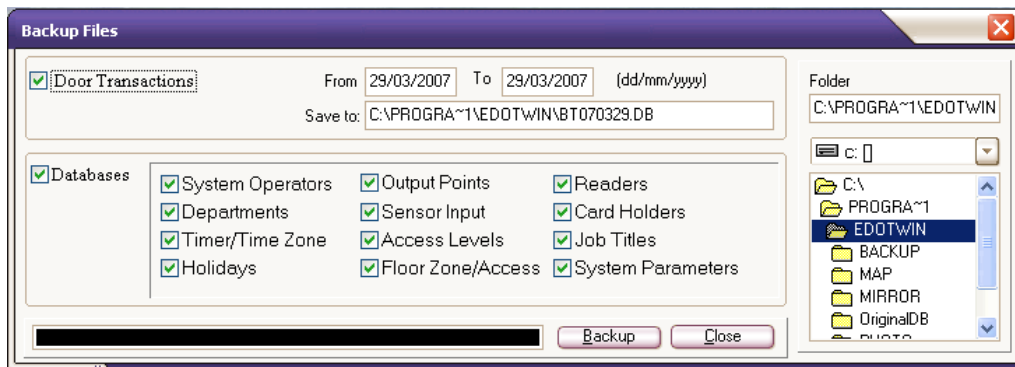 Backup Files
Door Transactions
From 29/03/2007 To 29/03/2007 (dd/mm/yyyy)
Save to: C:\PROGRA~1\EDOTWIN\BT070329.DB
Databases
System Operators Output Points Readers
Departments Sensor Input Card Holders
Timer/Time Zone Access Levels Job Titles
Holidays Floor Zone/Access System Parameters
Backup Close
Folder
C:\PROGRA~1\EDOTWIN
c: []
C:\
PROGRA~1
EDOTWIN
BACKUP
MAP
MIRROR
OriginalDB